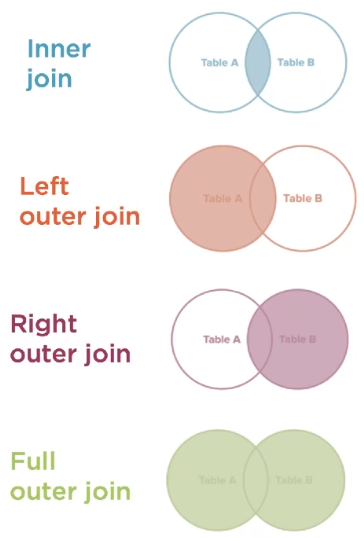 Inner
join
Table A
Table B
Left
outer join
Table A
Table B
Right
outer join
Table A
Table B
Full
outer join
Table A
Table B